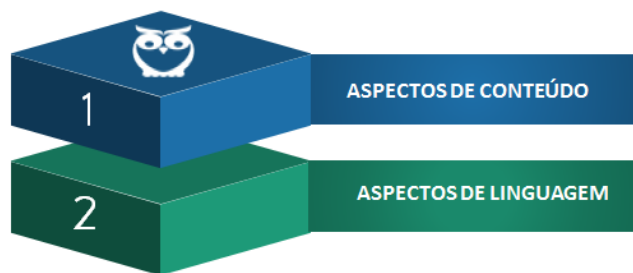 1
ASPECTOS DE CONTEÚDO
2
ASPECTOS DE LINGUAGEM